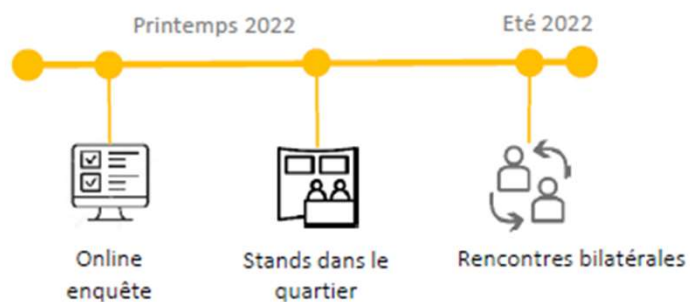 Printemps 2022
Eté 2022
Online
enquête
Stands dans le
quartier
Rencontres bilatérales